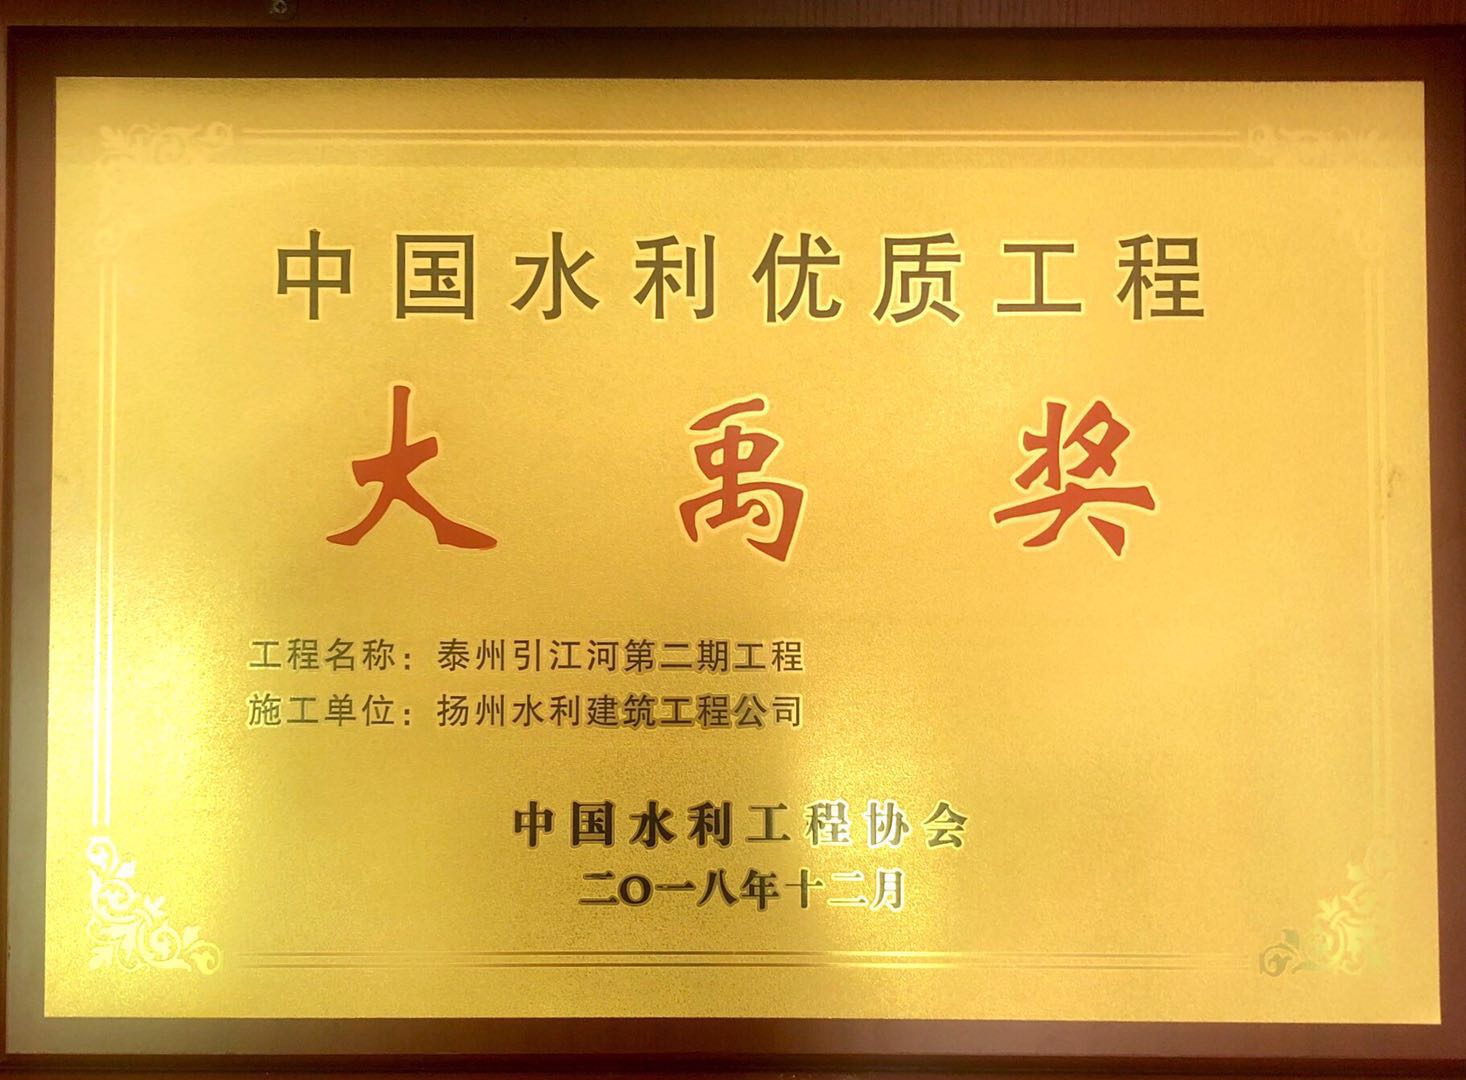 中国水利优质工程
大禹奖
工程名称：泰州引江河第二期工程
施工单位：扬州水利建筑工程公司
中国水利工程协会
二〇一八年十二月